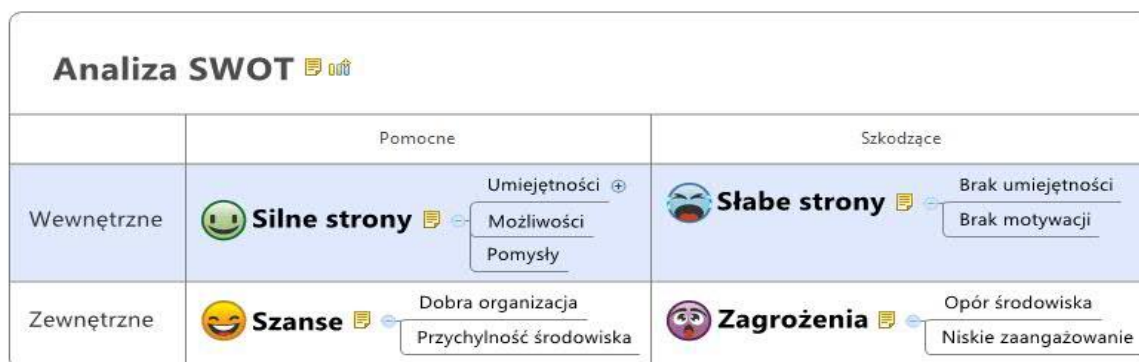 Analiza SWOT
Pomocne
Szkodzące
Wewnętrzne
Silne strony
Umiejętności
Możliwości
Pomysły
Słabe strony
Brak umiejętności
Brak motywacji
Zewnętrzne
Szanse
Dobra organizacja
Przychylność środowiska
Zagrożenia
Opór środowiska
Niskie zaangażowanie